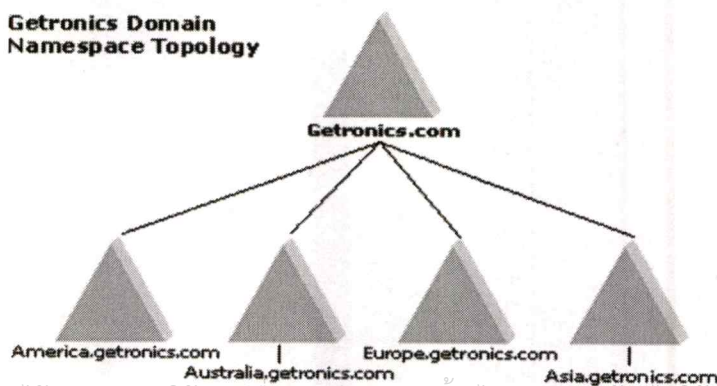 Getronics Domain
Namespace Topology
Getronics.com
America.getronics.com
Australia.getronics.com
Europe.getronics.com
Asia.getronics.com